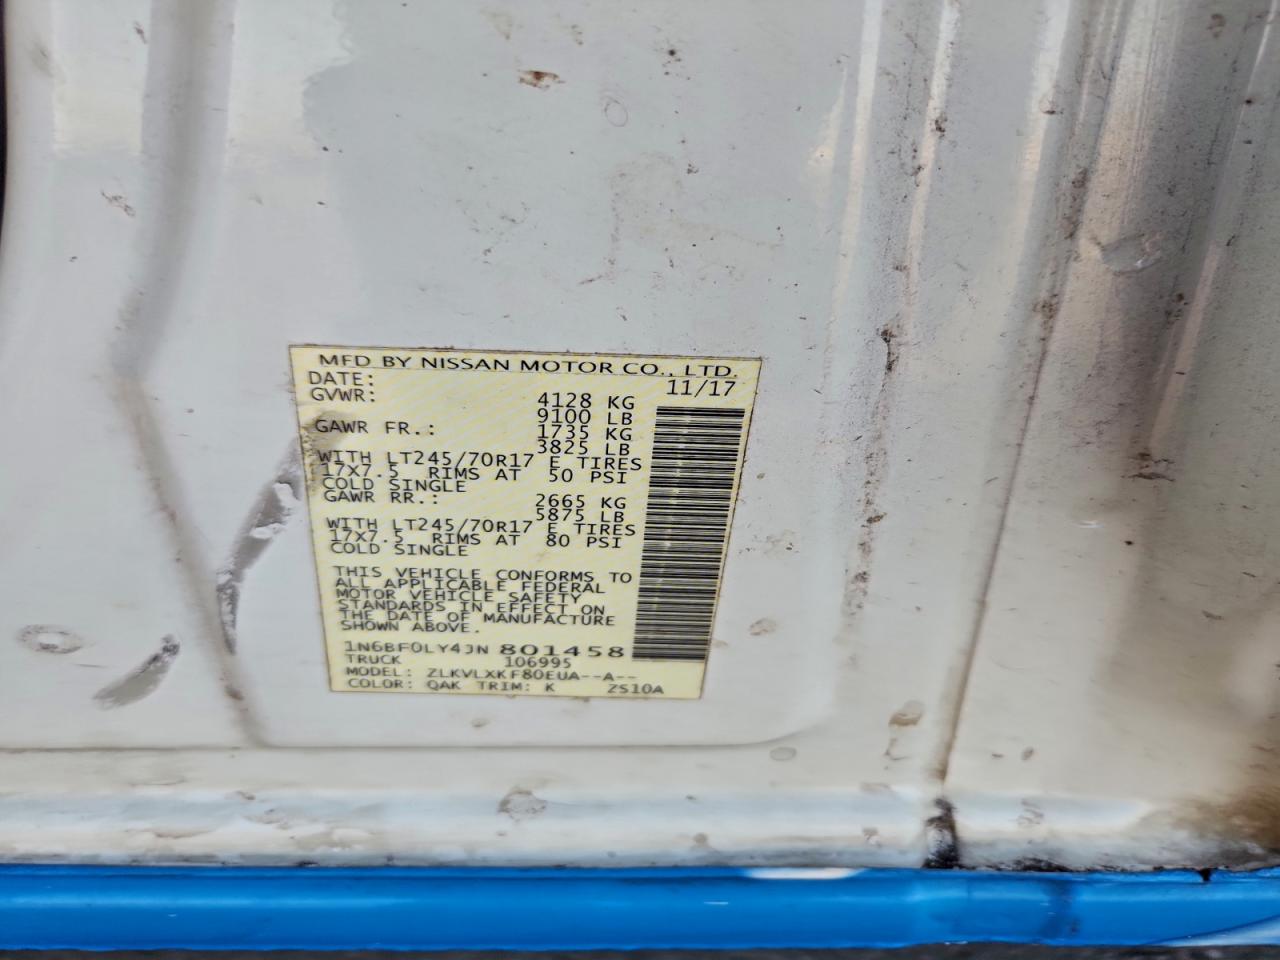 MFD BY NISSAN MOTOR CO., LTD.
DATE: 11/17
GVWR: 4128 KG
9100 LB
GAWR FR.: 1735 KG
3825 LB
WITH LT245/70R17 E TIRES
17X7.5 RIMS AT 50 PSI
COLD SINGLE
GAWR RR.: 2665 KG
5875 LB
WITH LT245/70R17 E TIRES
17X7.5 RIMS AT 80 PSI
COLD SINGLE
THIS VEHICLE CONFORMS TO
ALL APPLICABLE FEDERAL
MOTOR VEHICLE SAFETY
STANDARDS IN EFFECT ON
THE DATE OF MANUFACTURE
SHOWN ABOVE.
1N6BF0LY4JN 801458
TRUCK 106995
MODEL: ZLKVLXKF80EUA--A--
COLOR: QAK TRIM: K ZS10A